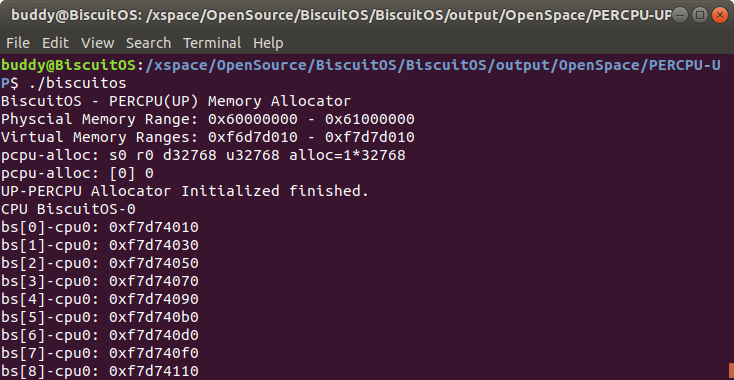 buddy@BiscuitOS: /xspace/OpenSource/BiscuitOS/BiscuitOS/output/OpenSpace/PERCPU-UP
File Edit View Search Terminal Help
buddy@BiscuitOS:/xspace/OpenSource/BiscuitOS/BiscuitOS/output/OpenSpace/PERCPU-U
P$ ./biscuitos
BiscuitOS - PERCPU(UP) Memory Allocator
Physcial Memory Range: 0x60000000 - 0x61000000
Virtual Memory Ranges: 0xf6d7d010 - 0xf7d7d010
pcpu-alloc: s0 r0 d32768 u32768 alloc=1*32768
pcpu-alloc: [0] 0
UP-PERCPU Allocator Initialized finished.
CPU BiscuitOS-0
bs[0]-cpu0: 0xf7d74010
bs[1]-cpu0: 0xf7d74030
bs[2]-cpu0: 0xf7d74050
bs[3]-cpu0: 0xf7d74070
bs[4]-cpu0: 0xf7d74090
bs[5]-cpu0: 0xf7d740b0
bs[6]-cpu0: 0xf7d740d0
bs[7]-cpu0: 0xf7d740f0
bs[8]-cpu0: 0xf7d74110